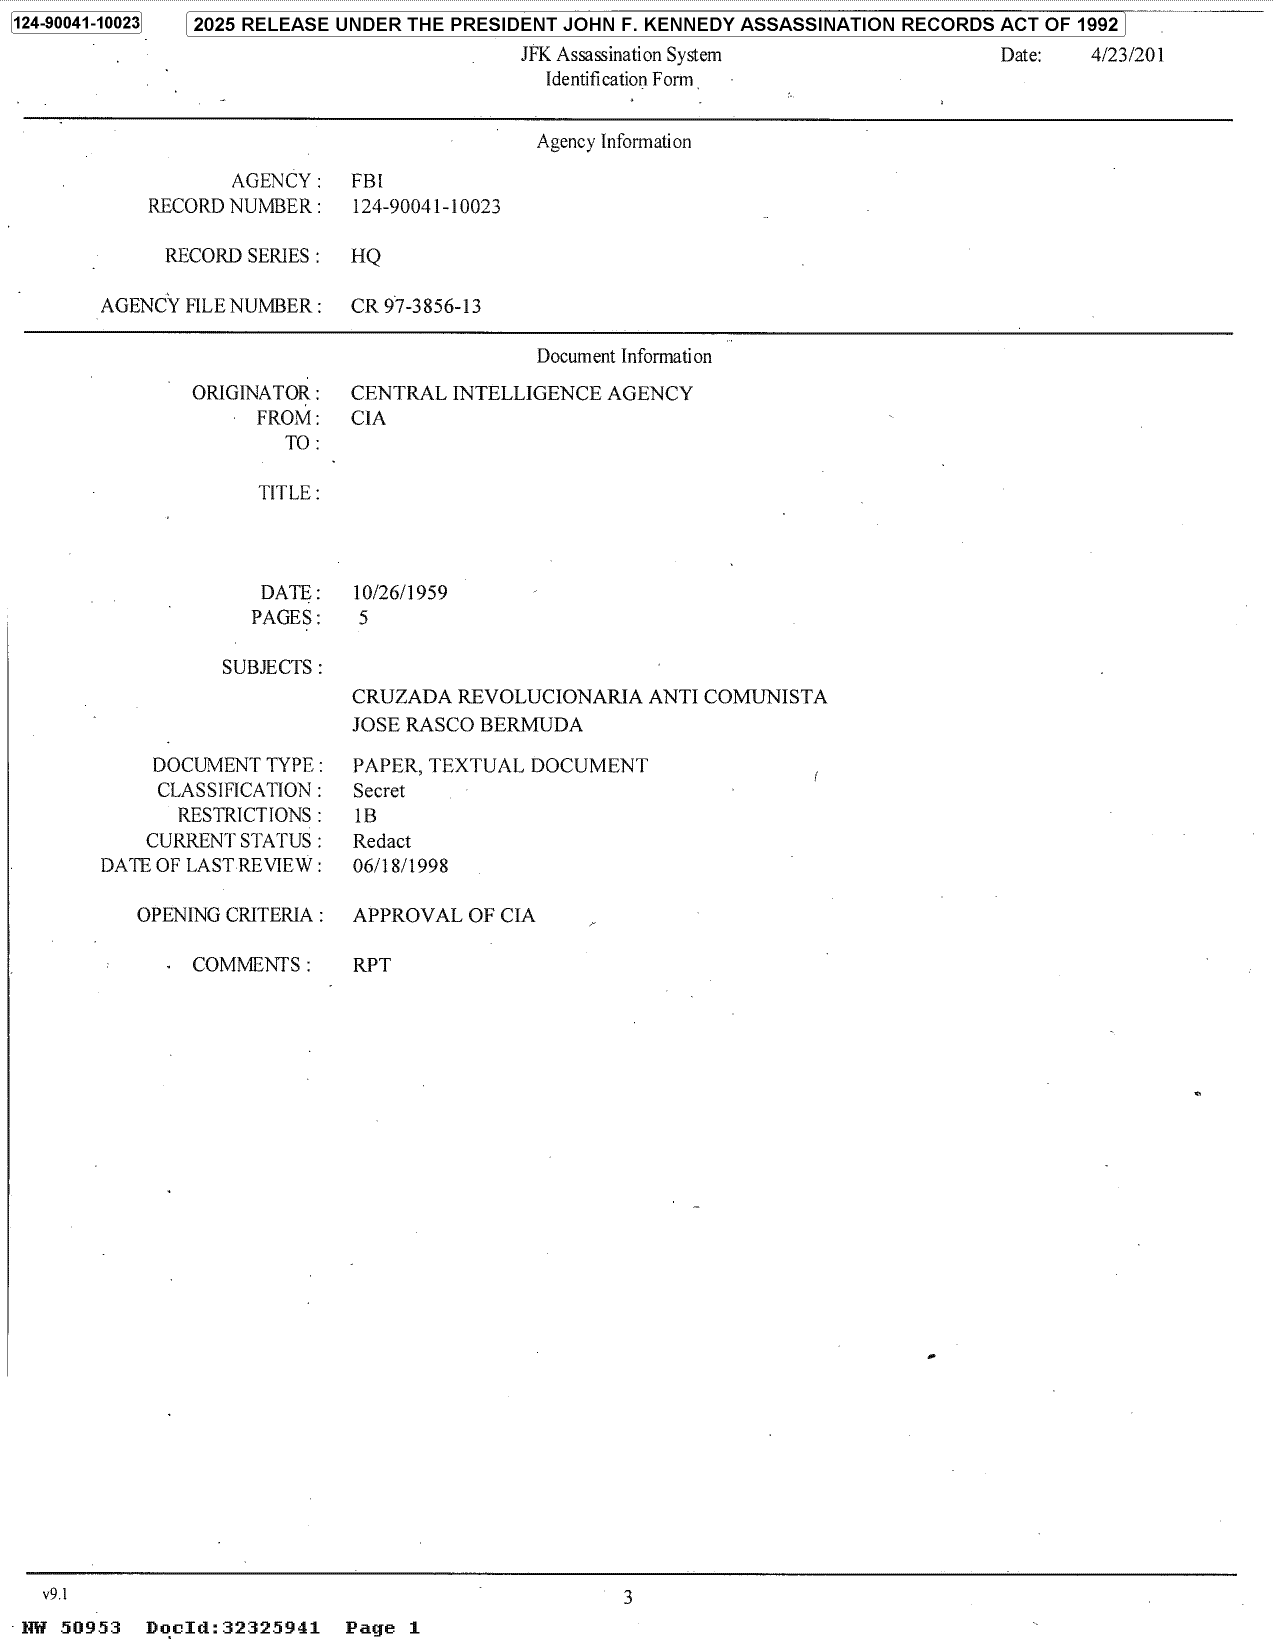 124-90041-10023 2025 RELEASE UNDER THE PRESIDENT JOHN F. KENNEDY ASSASSINATION RECORDS ACT OF 1992
JFK Assassination System Date: 4/23/201
Identification Form
Agency Information
AGENCY : FBI
RECORD NUMBER : 124-90041-10023
RECORD SERIES : HQ
AGENCY FILE NUMBER : CR 97-3856-13
Document Information
ORIGINATOR : CENTRAL INTELLIGENCE AGENCY
FROM : CIA
TO :
TITLE :
DATE : 10/26/1959
PAGES : 5
SUBJECTS :
CRUZADA REVOLUCIONARIA ANTI COMUNISTA
JOSE RASCO BERMUDA
DOCUMENT TYPE : PAPER, TEXTUAL DOCUMENT
CLASSIFICATION : Secret
RESTRICTIONS : 1B
CURRENT STATUS : Redact
DATE OF LAST REVIEW : 06/18/1998
OPENING CRITERIA : APPROVAL OF CIA
COMMENTS : RPT
v9.1 3
NW 50953 DocId:32325941 Page 1